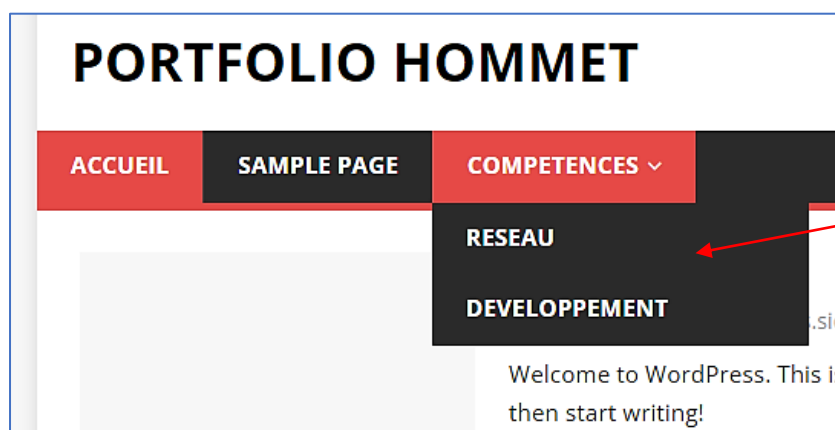 PORTFOLIO HOMMET
ACCUEIL SAMPLE PAGE COMPETENCES
RESEAU
DEVELOPPEMENT
Welcome to WordPress. This
then start writing!